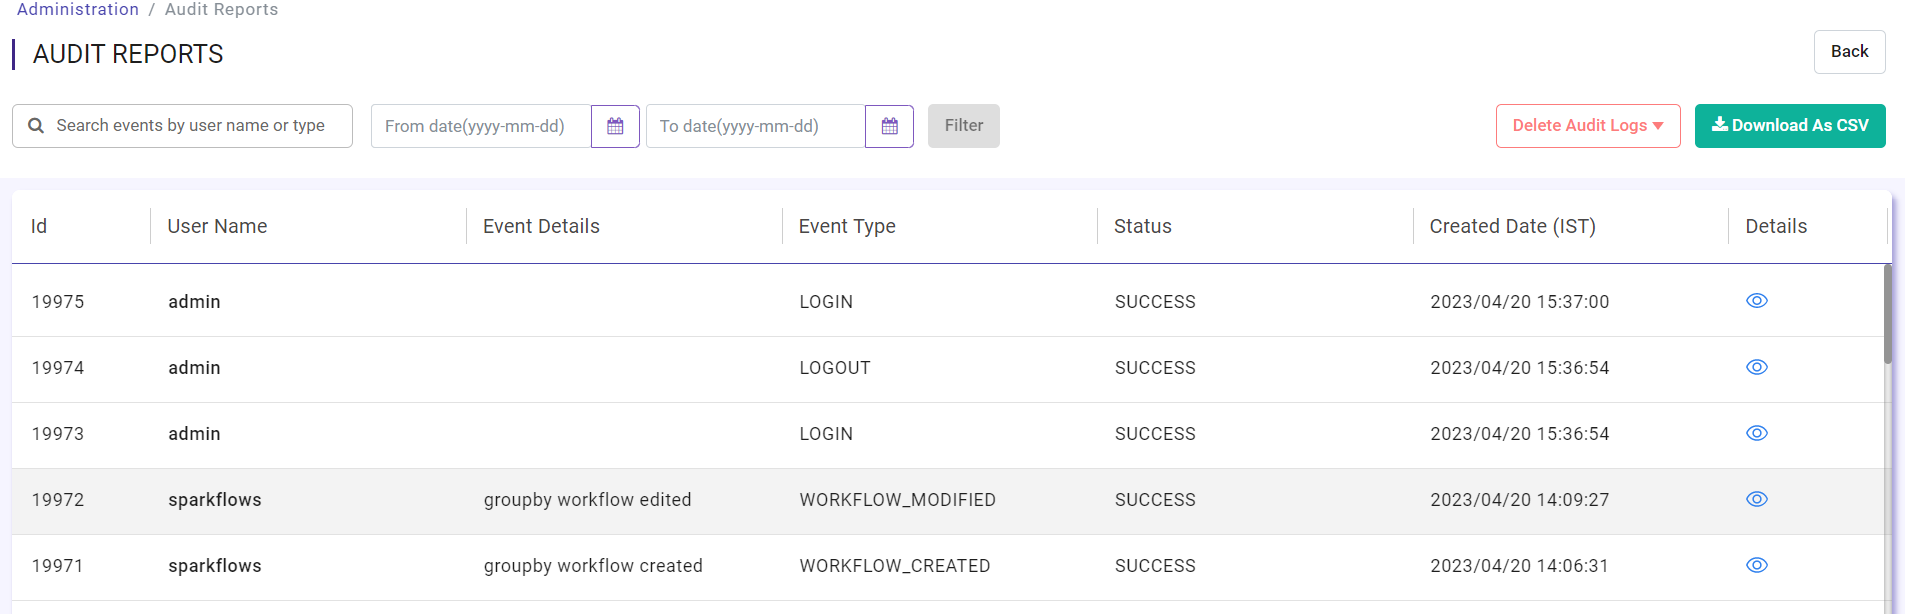 Administration / Audit Reports
AUDIT REPORTS
Back
Search events by user name or type
From date(yyyy-mm-dd)
To date(yyyy-mm-dd)
Filter
Delete Audit Logs
Download As CSV
Id User Name Event Details Event Type Status Created Date (IST) Details
19975 admin LOGIN SUCCESS 2023/04/20 15:37:00
19974 admin LOGOUT SUCCESS 2023/04/20 15:36:54
19973 admin LOGIN SUCCESS 2023/04/20 15:36:54
19972 sparkflows groupby workflow edited WORKFLOW_MODIFIED SUCCESS 2023/04/20 14:09:27
19971 sparkflows groupby workflow created WORKFLOW_CREATED SUCCESS 2023/04/20 14:06:31